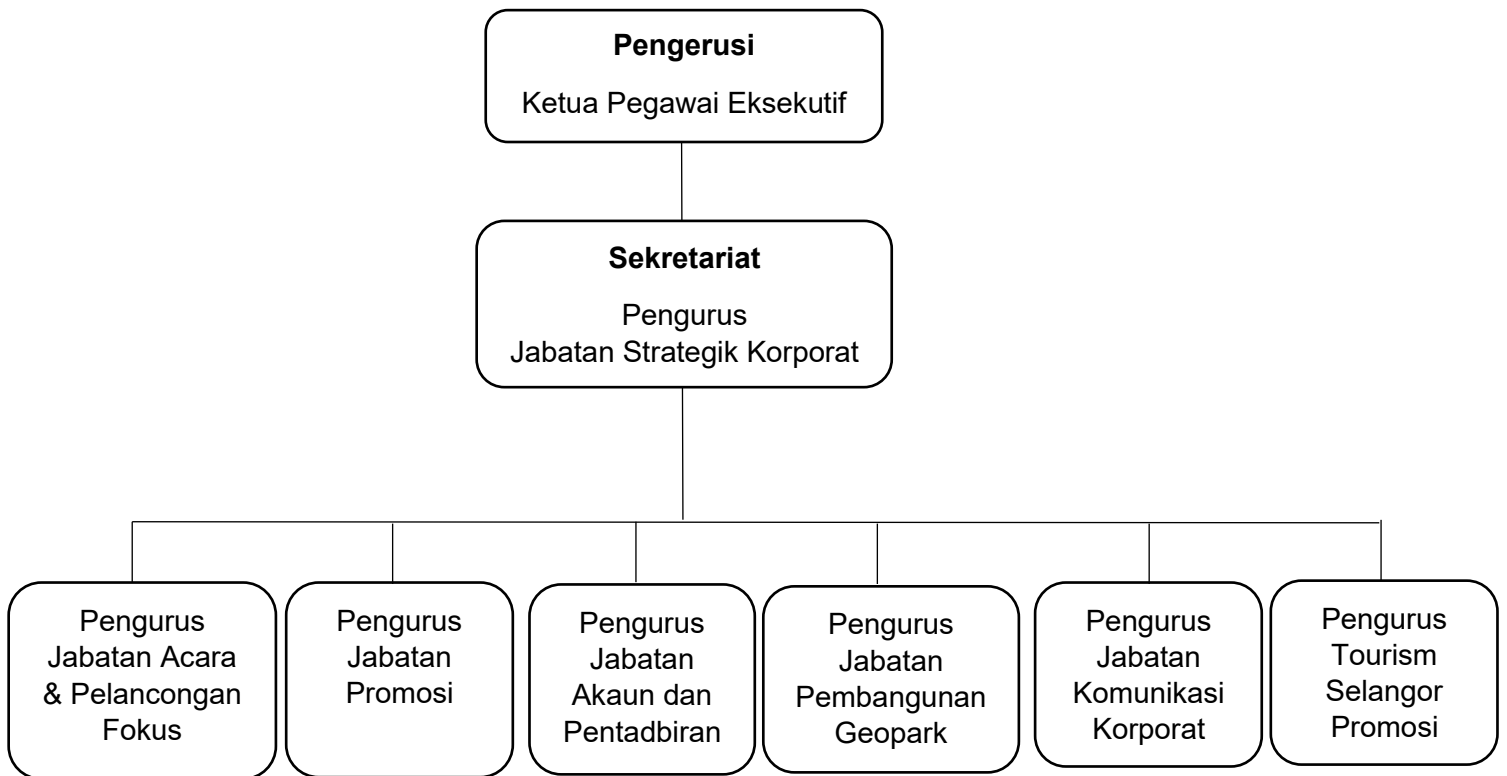 Pengerusi
Ketua Pegawai Eksekutif
Sekretariat
Pengurus
Jabatan Strategik Korporat
Pengurus
Jabatan Acara
& Pelancongan
Fokus
Pengurus
Jabatan
Promosi
Pengurus
Jabatan
Akaun dan
Pentadbiran
Pengurus
Jabatan
Pembangunan
Geopark
Pengurus
Jabatan
Komunikasi
Korporat
Pengurus
Tourism
Selangor
Promosi